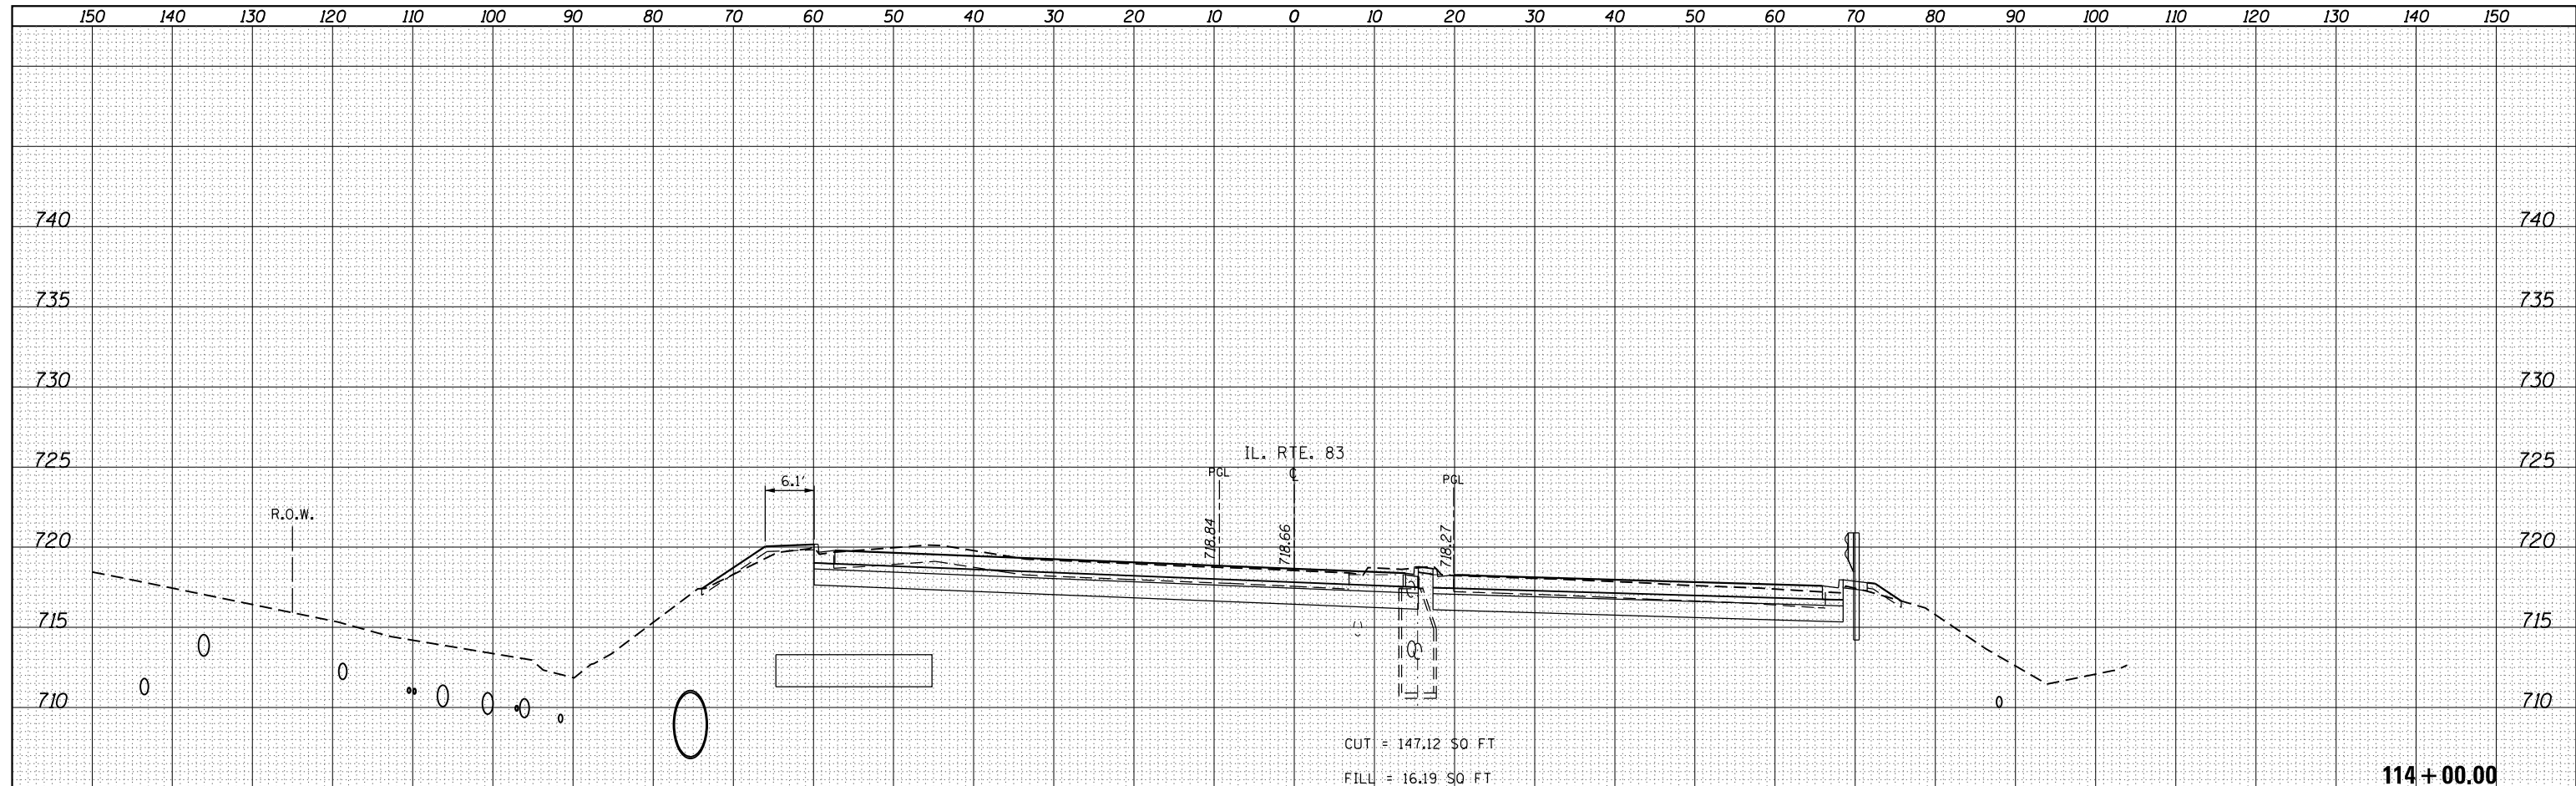 150 140 130 120 110 100 90 80 70 60 50 40 30 20 10 0 10 20 30 40 50 60 70 80 90 100 110 120 130 140 150
740 740
735 735
730 730
IL. RTE. 83
725 725
PGL ℄ PGL
6.1'
R.O.W.
718.84 718.66 718.27
720 720
715 715
710 710
CUT = 147.12 SQ FT
FILL = 16.19 SQ FT
114+00.00